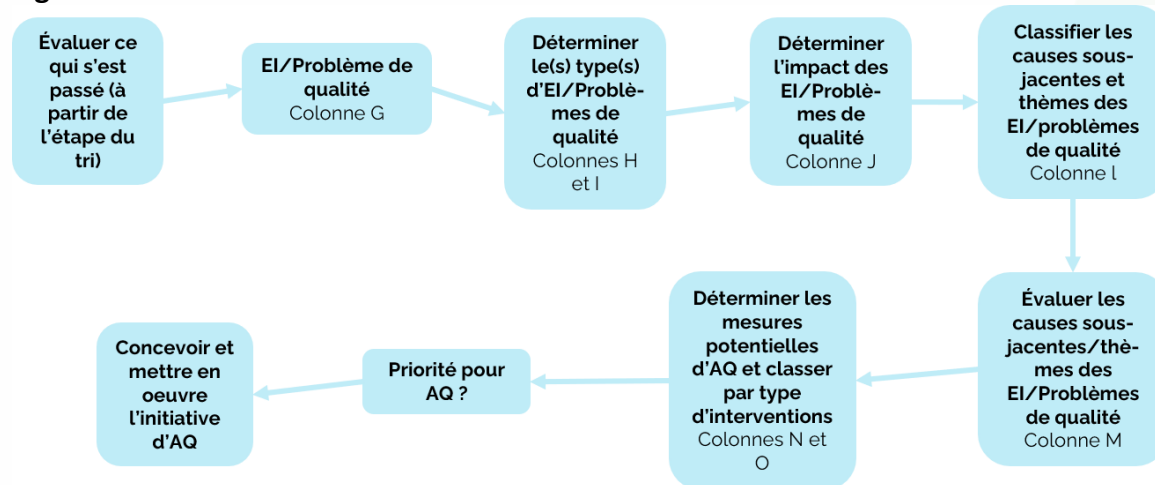 Évaluer ce
qui s'est
passé (à
partir de
l'étape du
tri)
EI/Problème de
qualité
Colonne G
Déterminer
le(s) type(s)
d'EI/Problè-
mes de
qualité
Colonnes H
et I
Déterminer
l'impact des
EI/Problè-
mes de
qualité
Colonne J
Classifier les
causes sous-
jacentes et
thèmes des
EI/problèmes
de qualité
Colonne l
Évaluer les
causes sous-
jacentes/thè-
mes des
EI/Problèmes
de qualité
Colonne M
Déterminer les
mesures
potentielles
d'AQ et classer
par type
d'interventions
Colonnes N et
O
Priorité pour
AQ ?
Concevoir et
mettre en
oeuvre
l'initiative
d'AQ